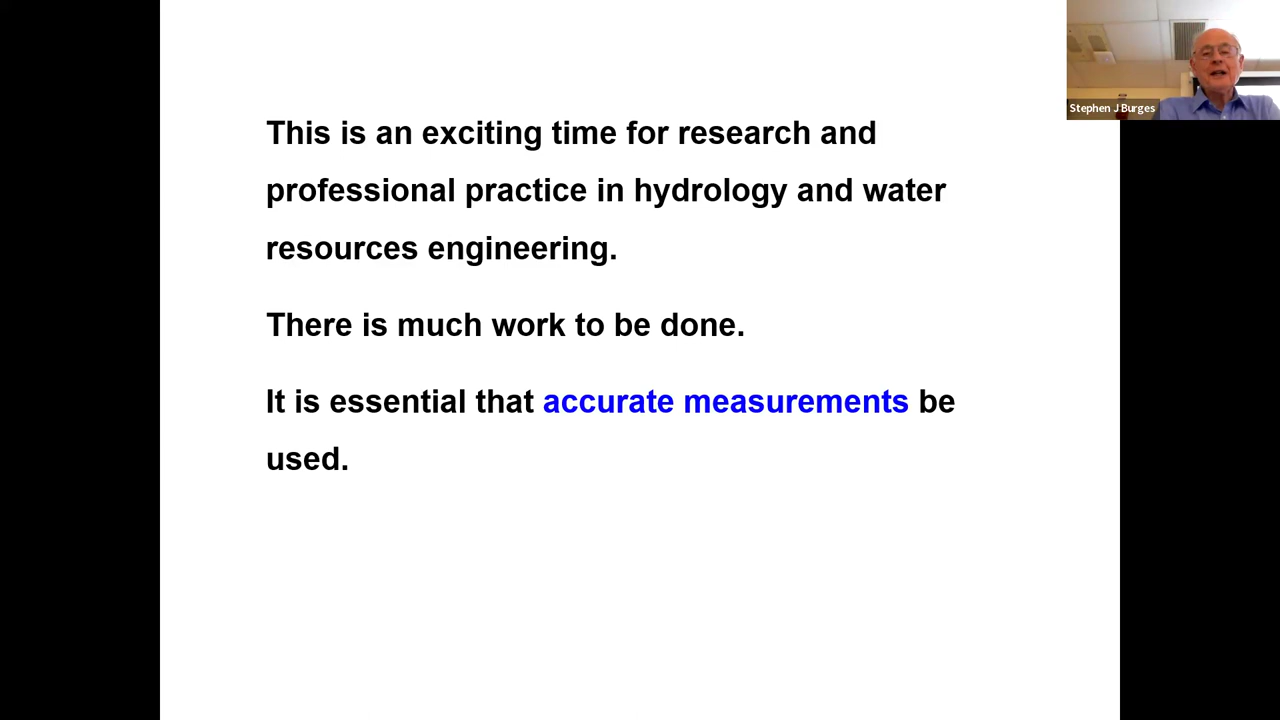 Stephen J Burges
This is an exciting time for research and
professional practice in hydrology and water
resources engineering.
There is much work to be done.
It is essential that accurate measurements be
used.